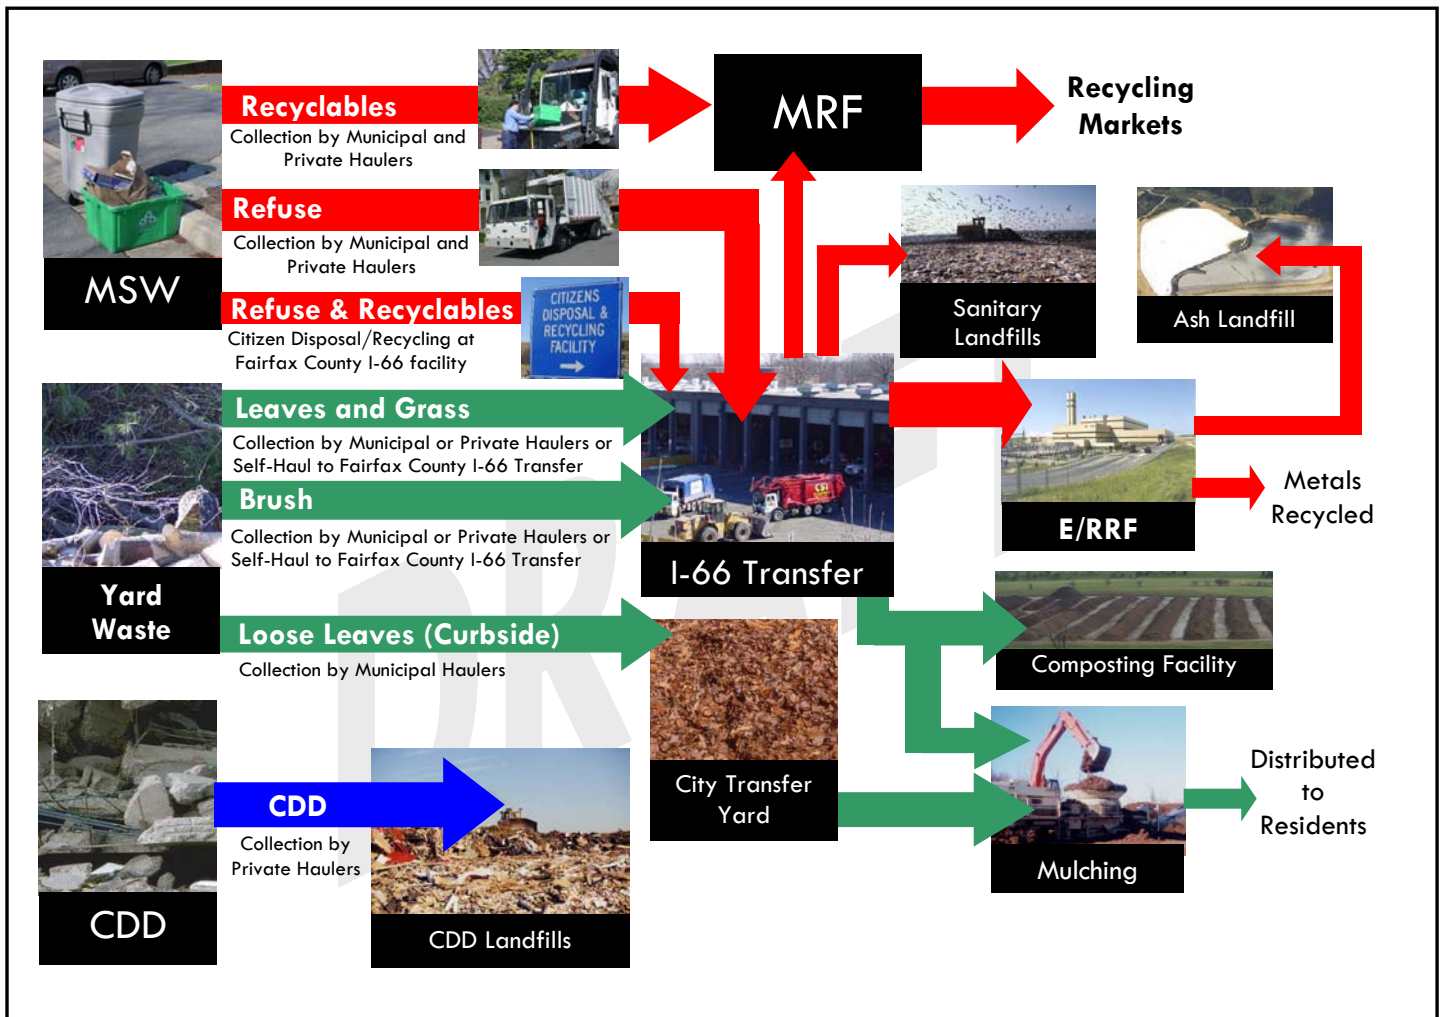 Recyclables
Collection by Municipal and
Private Haulers
MRF
Recycling
Markets
Refuse
Collection by Municipal and
Private Haulers
MSW
Refuse & Recyclables
Citizen Disposal/Recycling at
Fairfax County I-66 facility
CITIZENS
DISPOSAL &
RECYCLING
FACILITY
Sanitary
Landfills
Ash Landfill
Leaves and Grass
Collection by Municipal or Private Haulers or
Self-Haul to Fairfax County I-66 Transfer
Brush
Collection by Municipal or Private Haulers or
Self-Haul to Fairfax County I-66 Transfer
CSI
I-66 Transfer
E/RRF
Metals
Recycled
Yard
Waste
Loose Leaves (Curbside)
Collection by Municipal Haulers
Composting Facility
City Transfer
Yard
Mulching
Distributed
to
Residents
CDD
Collection by
Private Haulers
CDD
CDD Landfills
DRAFT